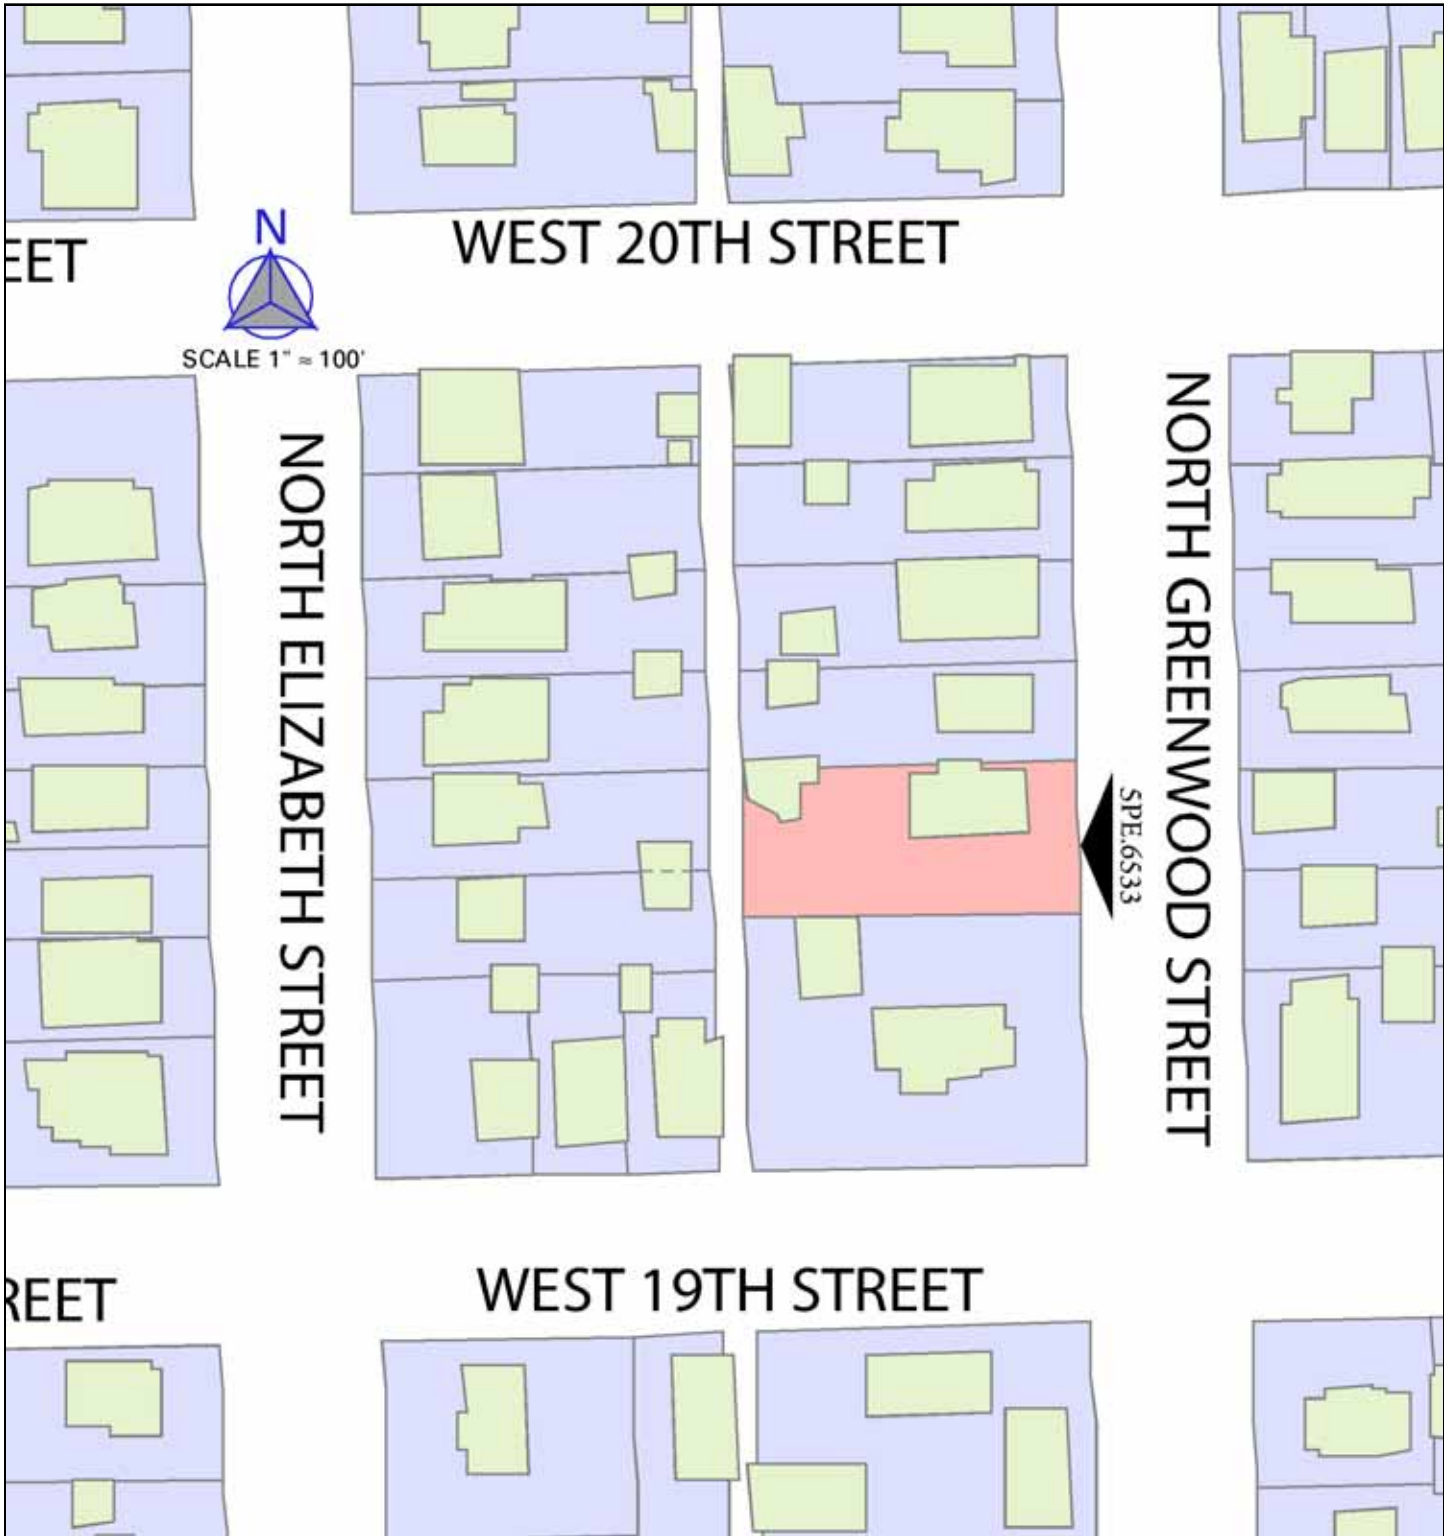 WEST 20TH STREET
EET
N
SCALE 1" ≈ 100'
NORTH ELIZABETH STREET
NORTH GREENWOOD STREET
SPE.6533
WEST 19TH STREET
REET